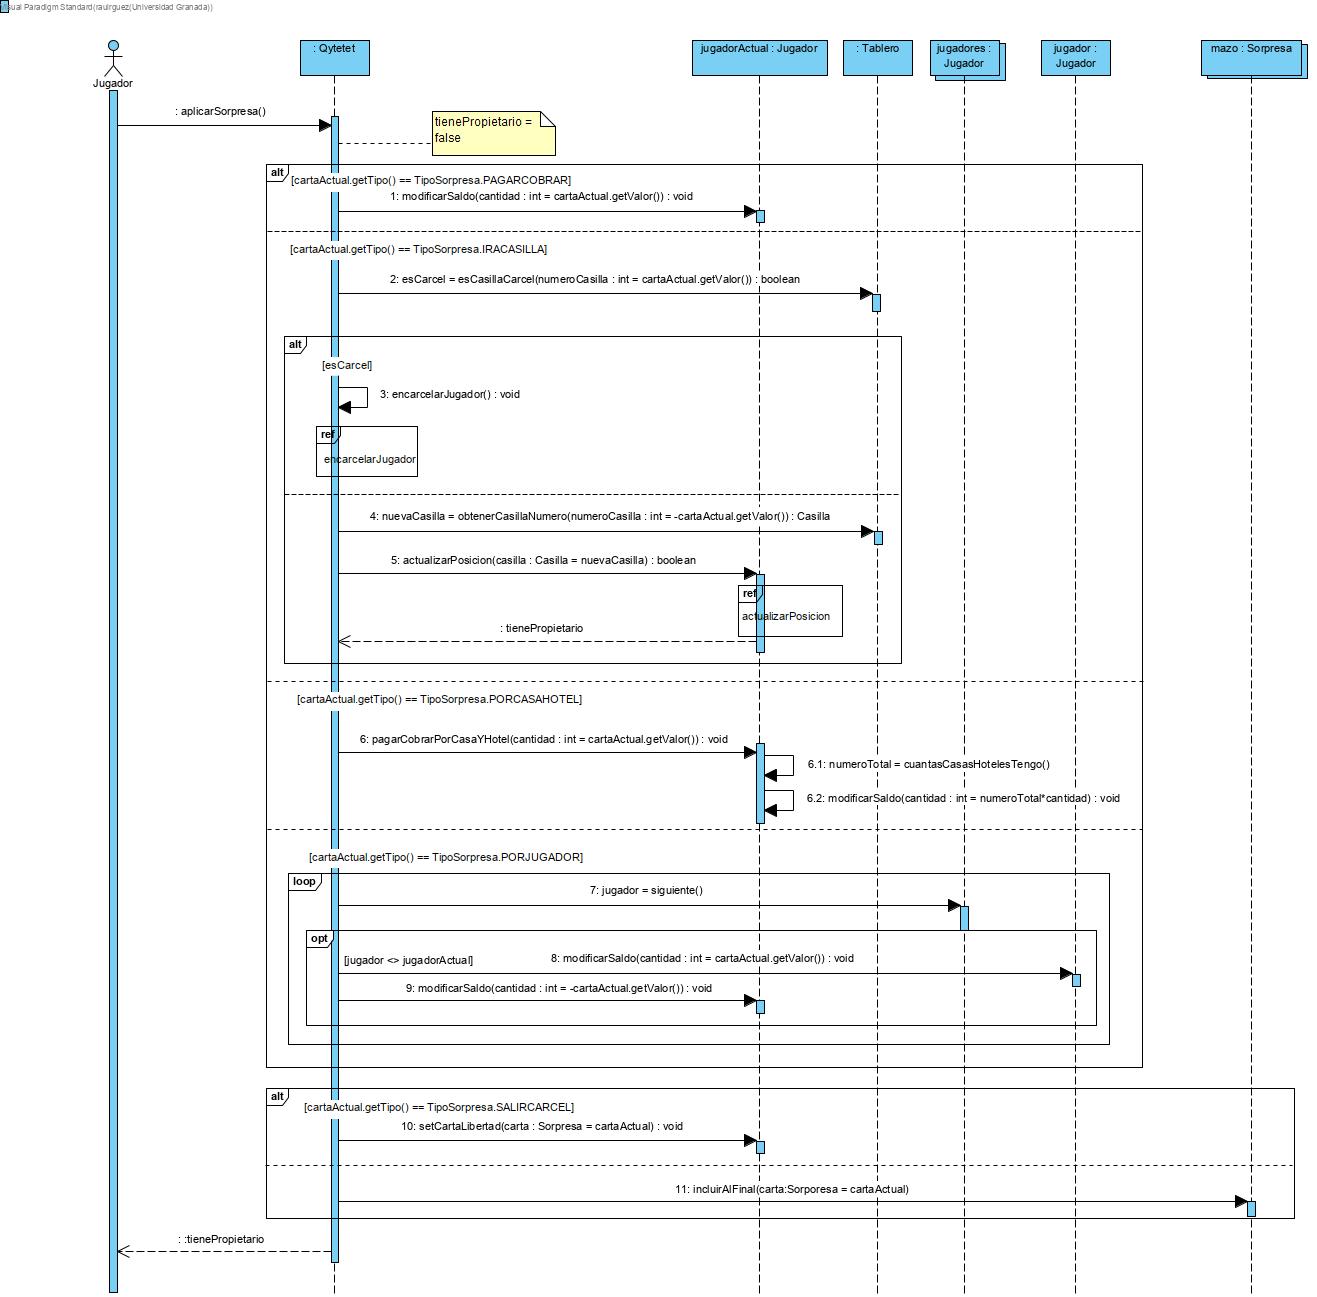 Visual Paradigm Standard(raulrguez(Universidad Granada))
: Qytetet
jugadorActual : Jugador
: Tablero
jugadores :
Jugador
jugador :
Jugador
mazo : Sorpresa
Jugador
: aplicarSorpresa()
tienePropietario =
false
alt
[cartaActual.getTipo() == TipoSorpresa.PAGARCOBRAR]
1: modificarSaldo(cantidad : int = cartaActual.getValor()) : void
[cartaActual.getTipo() == TipoSorpresa.IRACASILLA]
2: esCarcel = esCasillaCarcel(numeroCasilla : int = cartaActual.getValor()) : boolean
alt
[esCarcel]
3: encarcelarJugador() : void
ref
encarcelarJugador
4: nuevaCasilla = obtenerCasillaNumero(numeroCasilla : int = -cartaActual.getValor()) : Casilla
5: actualizarPosicion(casilla : Casilla = nuevaCasilla) : boolean
ref
actualizarPosicion
: tienePropietario
[cartaActual.getTipo() == TipoSorpresa.PORCASAHOTEL]
6: pagarCobrarPorCasaYHotel(cantidad : int = cartaActual.getValor()) : void
6.1: numeroTotal = cuantasCasasHotelesTengo()
6.2: modificarSaldo(cantidad : int = numeroTotal*cantidad) : void
[cartaActual.getTipo() == TipoSorpresa.PORJUGADOR]
loop
7: jugador = siguiente()
opt
[jugador <> jugadorActual]
8: modificarSaldo(cantidad : int = cartaActual.getValor()) : void
9: modificarSaldo(cantidad : int = -cartaActual.getValor()) : void
alt
[cartaActual.getTipo() == TipoSorpresa.SALIRCARCEL]
10: setCartaLibertad(carta : Sorpresa = cartaActual) : void
11: incluirAlFinal(carta:Sorporesa = cartaActual)
: :tienePropietario